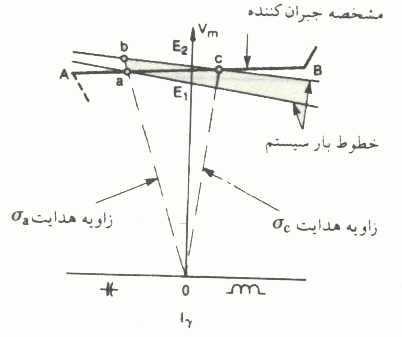 مشخصه جبران کننده
Vm
b
E2
c
A
a
E1
B
خطوط بار سیستم
زاویه هدایت σa
زاویه هدایت σc
0
Iγ